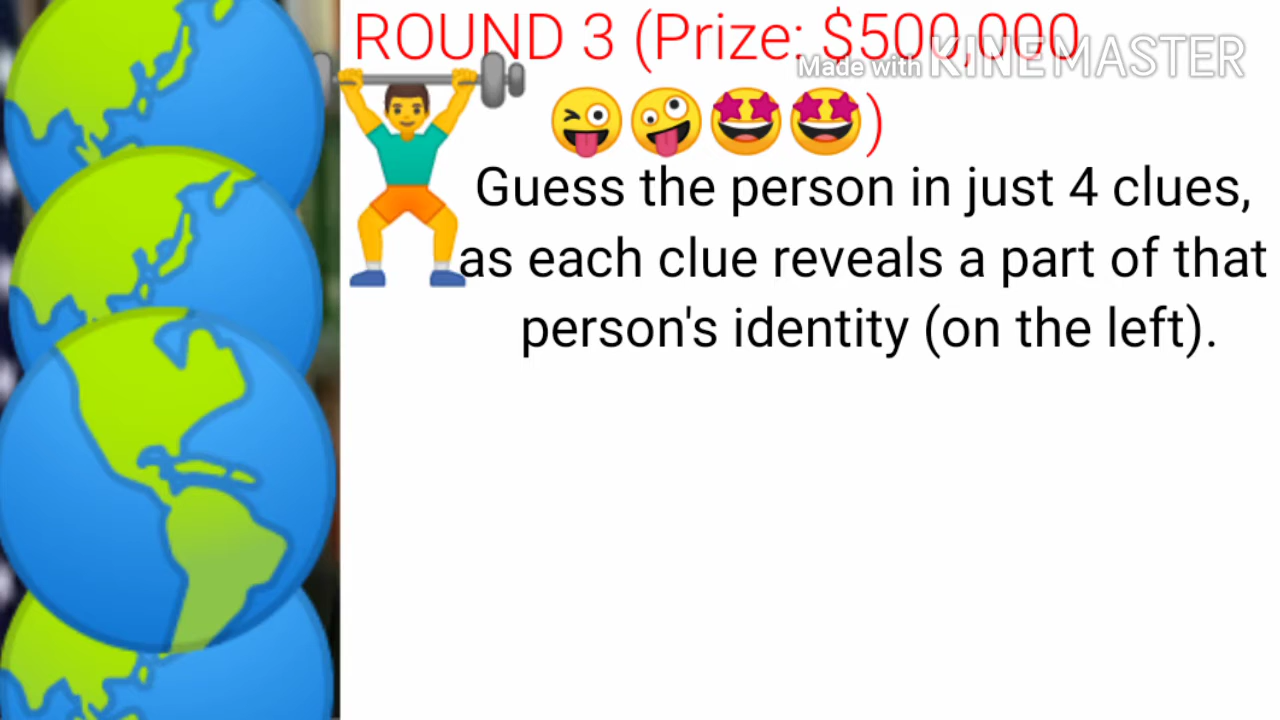 ROUND 3 (Prize: $500,000
Made with KINEMASTER
😜🤪🤩🤩)
Guess the person in just 4 clues,
as each clue reveals a part of that
person's identity (on the left).